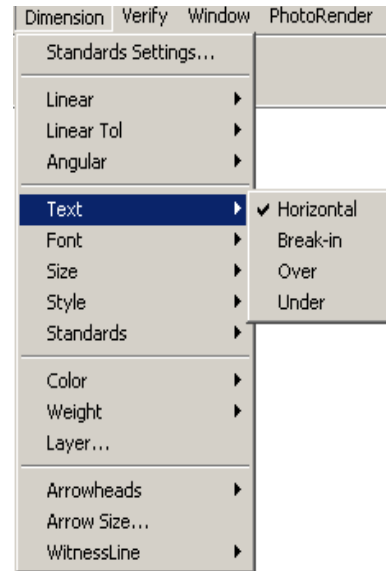 Dimension Verify Window PhotoRender
Standards Settings...
Linear
Linear Tol
Angular
Text
Horizontal
Font
Break-in
Size
Over
Style
Under
Standards
Color
Weight
Layer...
Arrowheads
Arrow Size...
WitnessLine